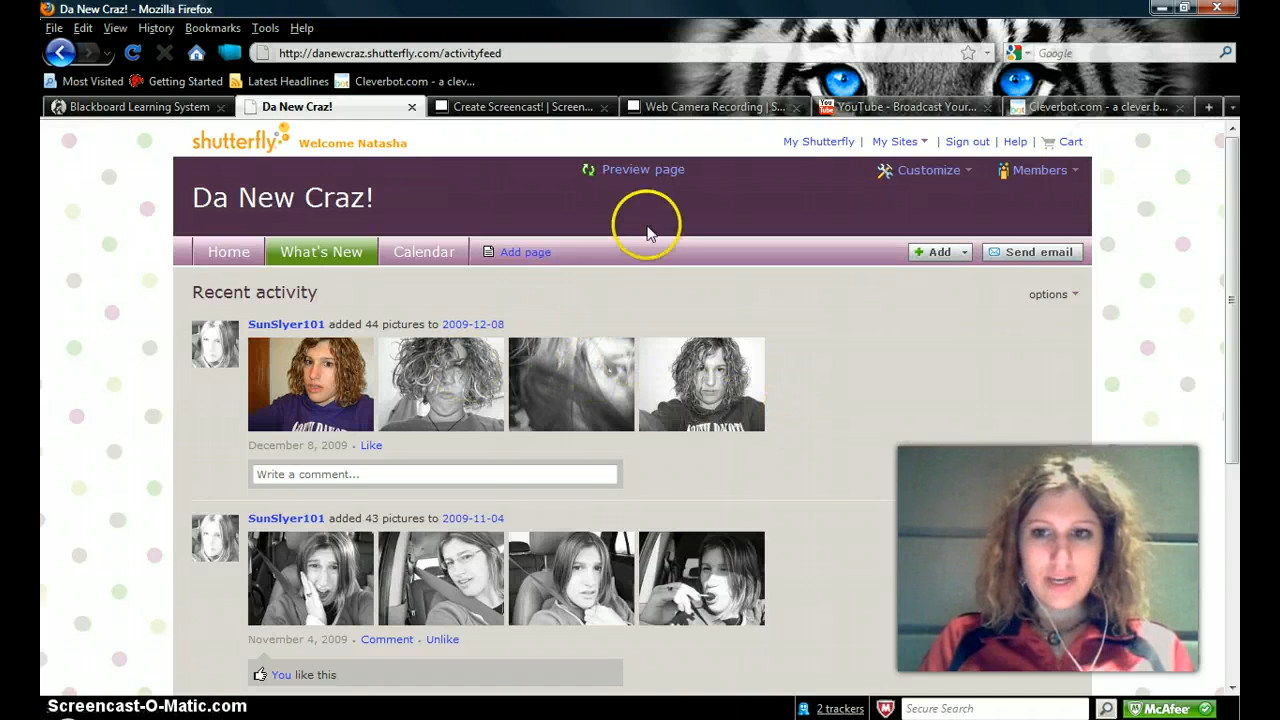 Da New Craz! - Mozilla Firefox
File Edit View History Bookmarks Tools Help
http://danewcraz.shutterfly.com/activityfeed Google
Most Visited Getting Started Latest Headlines Cleverbot.com - a clev...
Blackboard Learning System Da New Craz! Create Screencast! | Screen... Web Camera Recording | S... YouTube - Broadcast Your... Cleverbot.com - a clever b...
shutterfly Welcome Natasha My Shutterfly | My Sites | Sign out | Help | Cart
Preview page Customize Members
Da New Craz!
Home What's New Calendar Add page + Add Send email
Recent activity options
SunSlyer101 added 44 pictures to 2009-12-08
December 8, 2009 · Like
Write a comment...
SunSlyer101 added 43 pictures to 2009-11-04
November 4, 2009 · Comment · Unlike
You like this
Screencast-O-Matic.com 2 trackers Secure Search McAfee